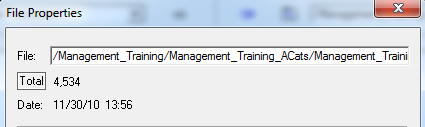 File Properties
File: /Management_Training/Management_Training_ACats/Management_Traini
Total 4,534
Date: 11/30/10 13:56